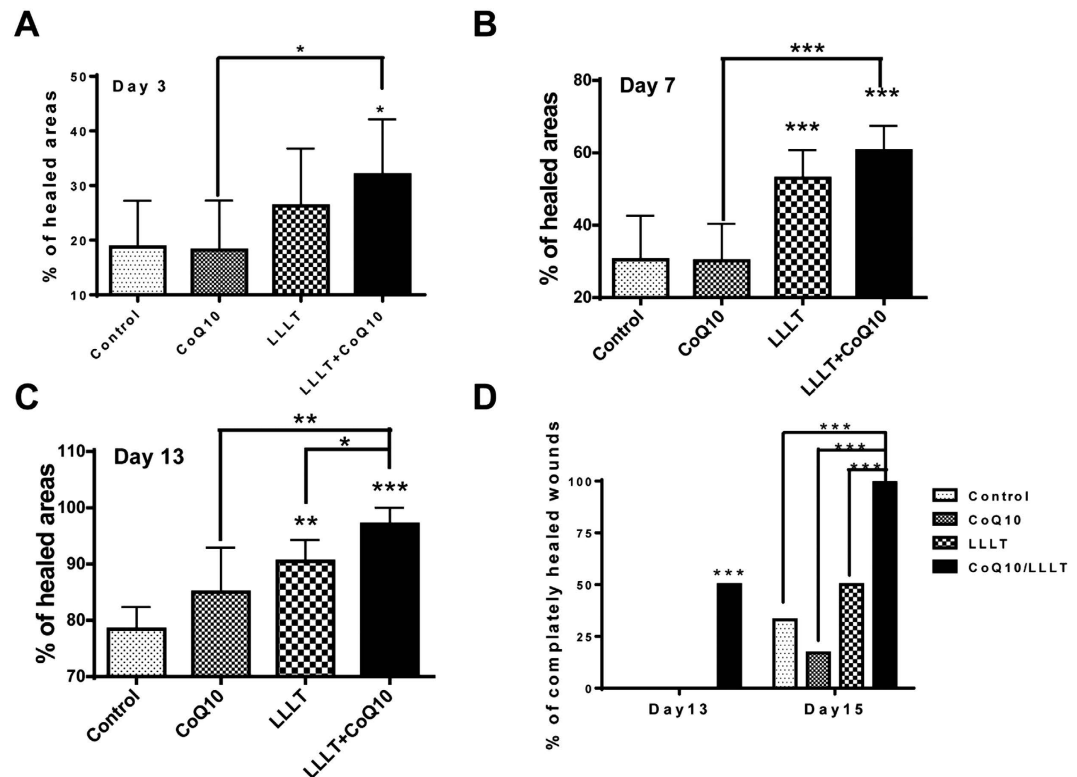 A
*
Day 3
*
% of healed areas
50
40
30
20
10
Control
CoQ10
LLLT
LLLT+CoQ10
B
***
Day 7
***
***
% of healed areas
80
60
40
20
Control
CoQ10
LLLT
LLLT+CoQ10
C
**
*
Day 13
***
**
% of healed areas
110
100
90
80
70
Control
CoQ10
LLLT
LLLT+CoQ10
D
***
***
***
***
% of complately healed wounds
100
75
50
25
0
Day13
Day15
Control
CoQ10
LLLT
CoQ10/LLLT